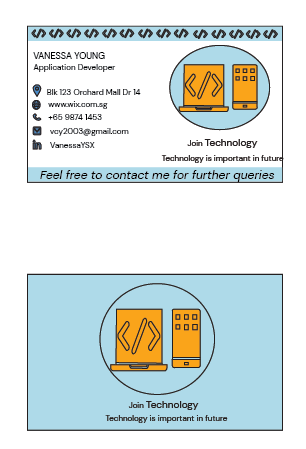 VANESSA YOUNG
Application Developer
Blk 123 Orchard Mall Dr 14
www.wix.com.sg
+65 9874 1453
vcy2003@gmail.com
VanessaYSX
Join Technology
Technology is important in future
Feel free to contact me for further queries
Join Technology
Technology is important in future